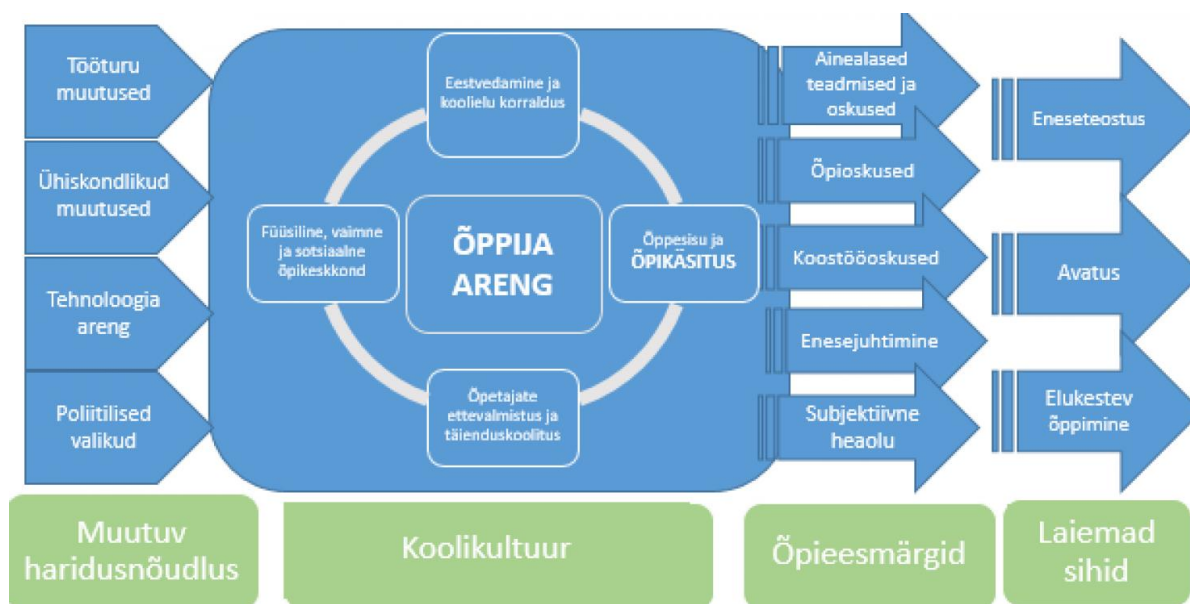 Tööturu
muutused
Ühiskondlikud
muutused
Tehnoloogia
areng
Poliitilised
valikud
Eestvedamine ja
koolielu korraldus
Füüsiline, vaimne
ja sotsiaalne
õpikeskkond
ÕPPIJA
ARENG
Õppesisu ja
ÕPIKÄSITUS
Õpetajate
ettevalmistus ja
täienduskoolitus
Ainealased
teadmised ja
oskused
Õpioskused
Koostööoskused
Enesejuhtimine
Subjektiivne
heaolu
Eneseteostus
Avatus
Elukestev
õppimine
Muutuv
haridusnõudlus
Koolikultuur
Õpieesmärgid
Laiemad
sihid